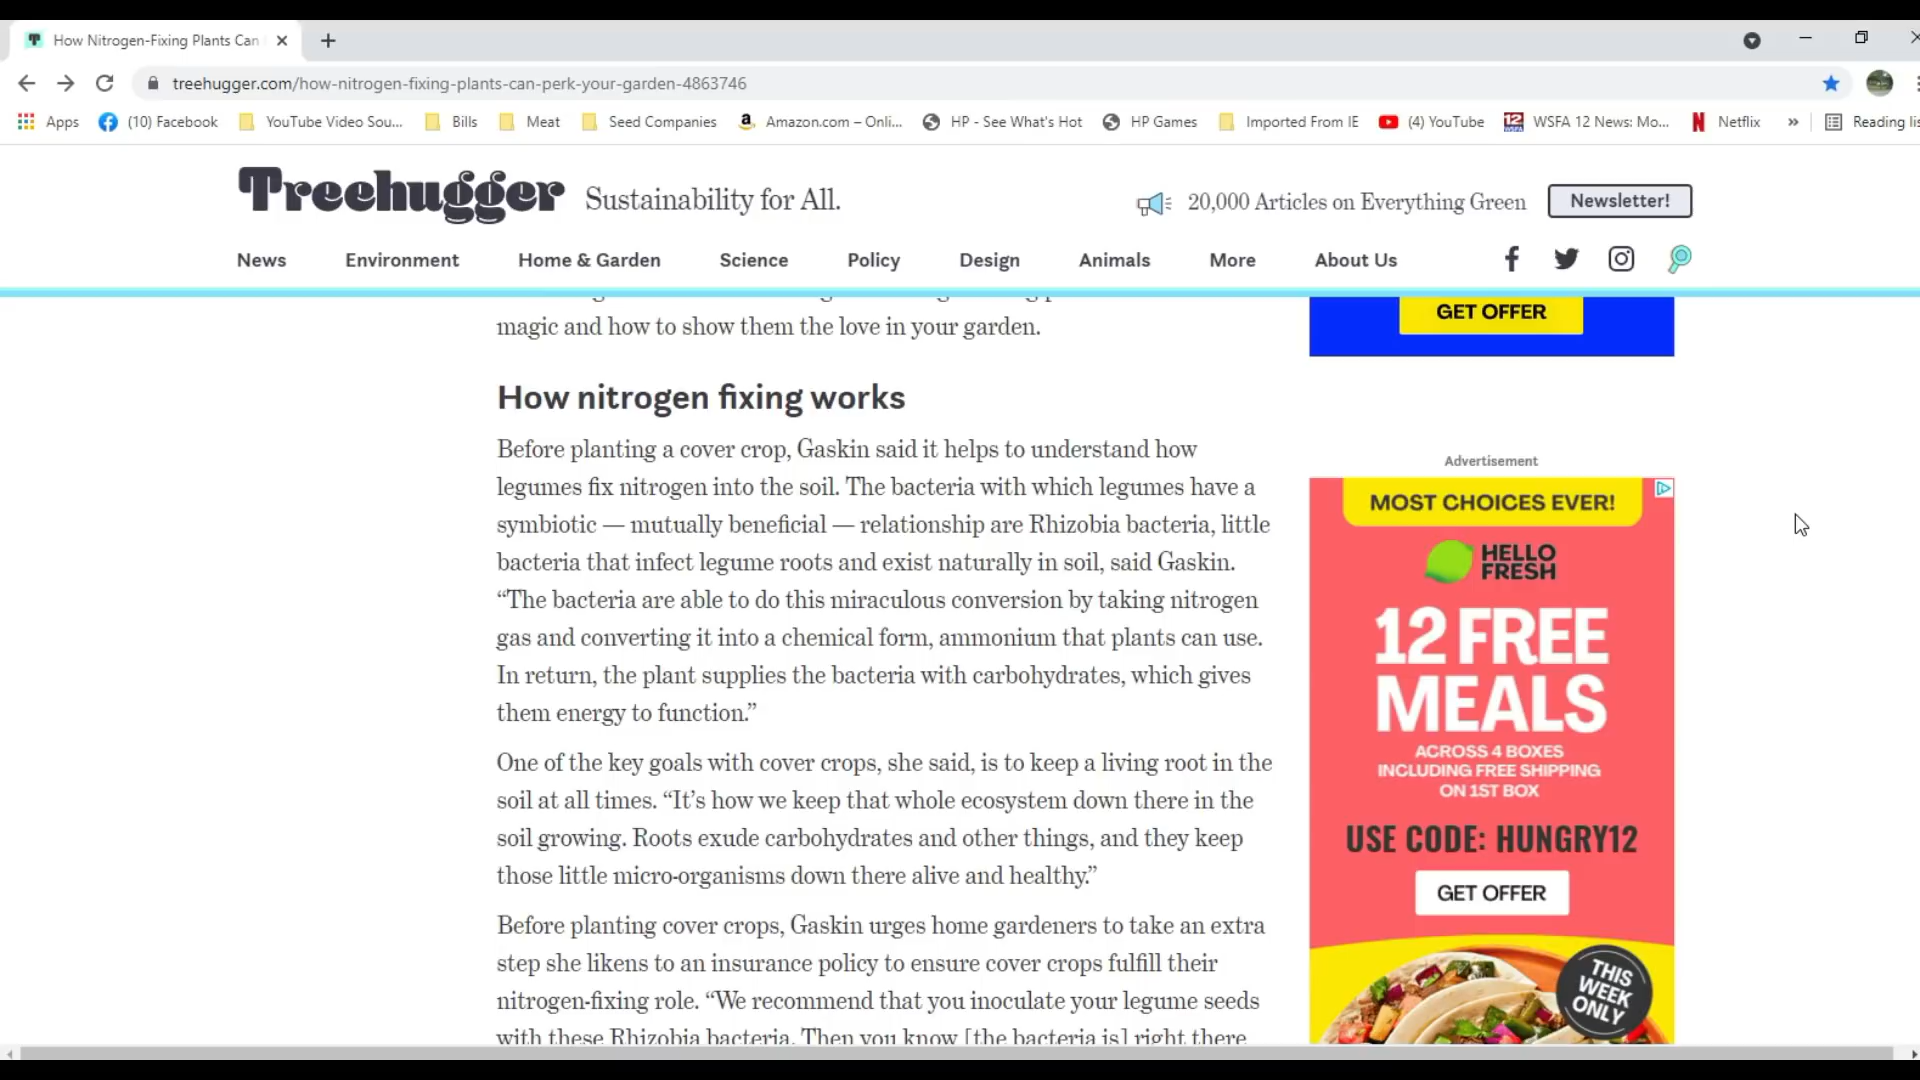 How Nitrogen-Fixing Plants Can
treehugger.com/how-nitrogen-fixing-plants-can-perk-your-garden-4863746
Apps (10) Facebook YouTube Video Sou... Bills Meat Seed Companies Amazon.com – Onli... HP - See What's Hot HP Games Imported From IE (4) YouTube WSFA 12 News: Mo... Netflix » Reading lis
Treehugger Sustainability for All. 20,000 Articles on Everything Green Newsletter!
News Environment Home & Garden Science Policy Design Animals More About Us
magic and how to show them the love in your garden.
How nitrogen fixing works
Before planting a cover crop, Gaskin said it helps to understand how
legumes fix nitrogen into the soil. The bacteria with which legumes have a
symbiotic — mutually beneficial — relationship are Rhizobia bacteria, little
bacteria that infect legume roots and exist naturally in soil, said Gaskin.
“The bacteria are able to do this miraculous conversion by taking nitrogen
gas and converting it into a chemical form, ammonium that plants can use.
In return, the plant supplies the bacteria with carbohydrates, which gives
them energy to function.”
One of the key goals with cover crops, she said, is to keep a living root in the
soil at all times. “It’s how we keep that whole ecosystem down there in the
soil growing. Roots exude carbohydrates and other things, and they keep
those little micro-organisms down there alive and healthy.”
Before planting cover crops, Gaskin urges home gardeners to take an extra
step she likens to an insurance policy to ensure cover crops fulfill their
nitrogen-fixing role. “We recommend that you inoculate your legume seeds
with these Rhizobia bacteria. Then you know [the bacteria is] right there
GET OFFER
Advertisement
MOST CHOICES EVER!
HELLO
FRESH
12 FREE
MEALS
ACROSS 4 BOXES
INCLUDING FREE SHIPPING
ON 1ST BOX
USE CODE: HUNGRY12
GET OFFER
THIS
WEEK
ONLY